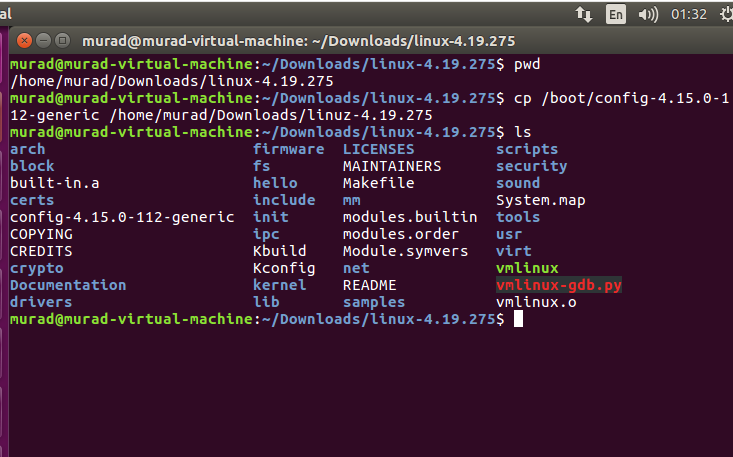 al
En
01:32
murad@murad-virtual-machine: ~/Downloads/linux-4.19.275
murad@murad-virtual-machine:~/Downloads/linux-4.19.275$ pwd
/home/murad/Downloads/linux-4.19.275
murad@murad-virtual-machine:~/Downloads/linux-4.19.275$ cp /boot/config-4.15.0-1
12-generic /home/murad/Downloads/linuz-4.19.275
murad@murad-virtual-machine:~/Downloads/linux-4.19.275$ ls
arch firmware LICENSES scripts
block fs MAINTAINERS security
built-in.a hello Makefile sound
certs include mm System.map
config-4.15.0-112-generic init modules.builtin tools
COPYING ipc modules.order usr
CREDITS Kbuild Module.symvers virt
crypto Kconfig net vmlinux
Documentation kernel README vmlinux-gdb.py
drivers lib samples vmlinux.o
murad@murad-virtual-machine:~/Downloads/linux-4.19.275$